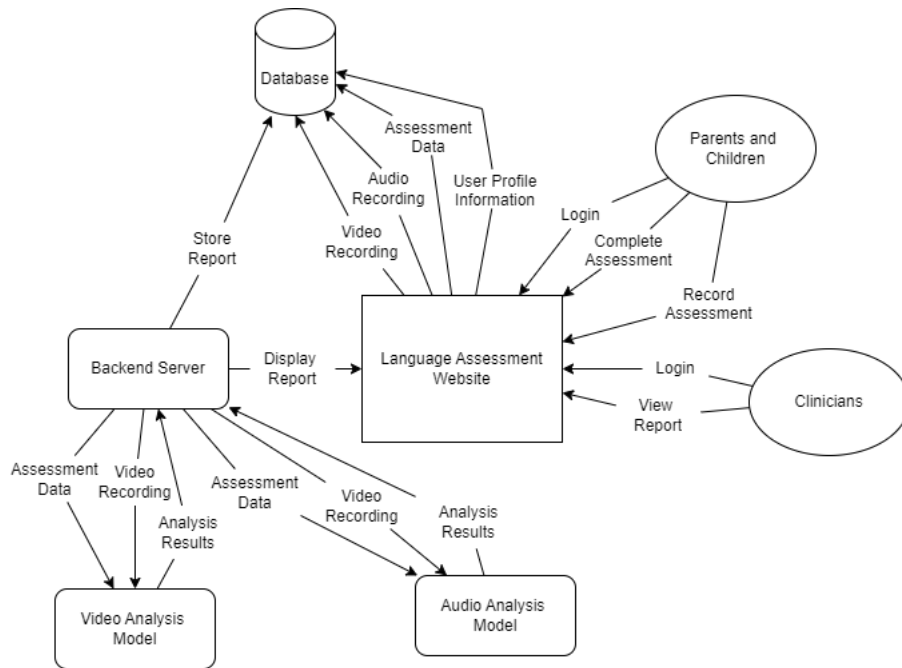 Database
Parents and
Children
Assessment
Data
Audio
Recording
User Profile
Information
Login
Video
Recording
Complete
Assessment
Store
Report
Record
Assessment
Backend Server
Display
Report
Language Assessment
Website
Login
View
Report
Clinicians
Assessment
Data
Video
Recording
Analysis
Results
Assessment
Data
Video
Recording
Analysis
Results
Video Analysis
Model
Audio Analysis
Model